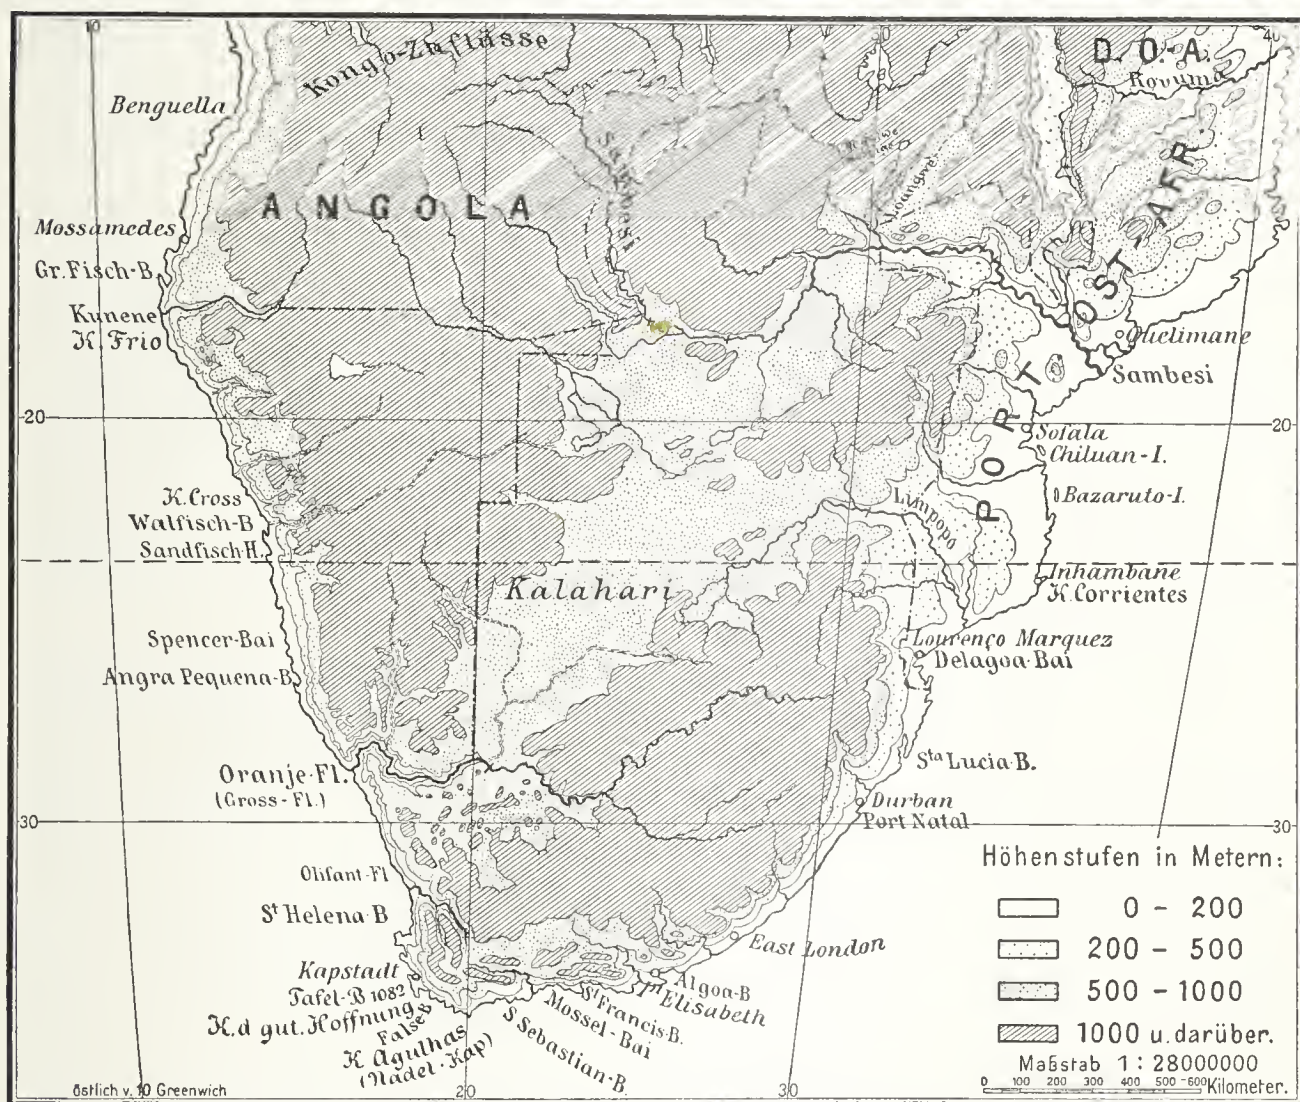 10
30
40
Kongo-Zuflüsse
D. O.-A.
Rovuma
Benguella
Sambesi
Loangwe
ANGOLA
PORT. OST-AFR.
Mossamedes
Gr. Fisch-B.
Kunene
K. Frio
Quelimane
Sambesi
20
20
Sofala
Chiluan-I.
K. Cross
Walfisch-B
Sandfisch-H.
Limpopo
Bazaruto-I.
Kalahari
Inhambane
K. Corrientes
Spencer-Bai
Angra Pequena-B.
Lourenço Marquez
Delagoa-Bai
Oranje-Fl.
(Gross-Fl.)
Sta Lucia-B.
Durban
Port Natal
30
30
Olifant-Fl
St Helena-B
East London
Kapstadt
Tafel-B 1082
K. d gut. Hoffnung
False B
K Agulhas
(Nadel-Kap)
S Sebastian-B
Mossel-Bai
St Francis-B.
Pt Elisabeth
Algoa-B
Höhenstufen in Metern:
0 - 200
200 - 500
500 - 1000
1000 u. darüber.
Maßstab 1:28000000
0 100 200 300 400 500 600 Kilometer.
östlich v. 10 Greenwich
20
30